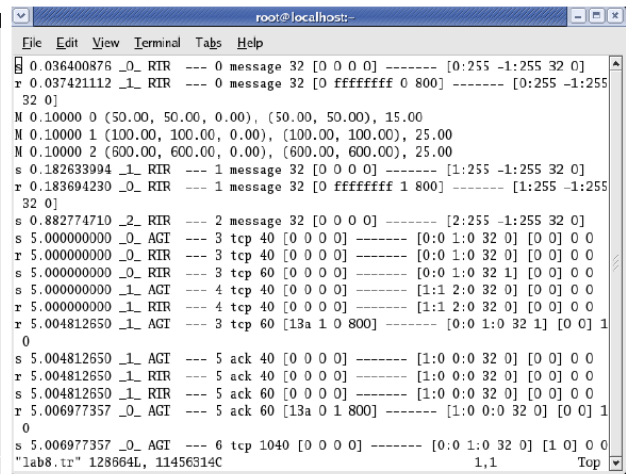 root@localhost:~
File Edit View Terminal Tabs Help
s 0.036400876 _0_ RTR --- 0 message 32 [0 0 0 0] ------- [0:255 -1:255 32 0]
r 0.037421112 _1_ RTR --- 0 message 32 [0 ffffffff 0 800] ------- [0:255 -1:255
32 0]
M 0.10000 0 (50.00, 50.00, 0.00), (50.00, 50.00), 15.00
M 0.10000 1 (100.00, 100.00, 0.00), (100.00, 100.00), 25.00
M 0.10000 2 (600.00, 600.00, 0.00), (600.00, 600.00), 25.00
s 0.182633994 _1_ RTR --- 1 message 32 [0 0 0 0] ------- [1:255 -1:255 32 0]
r 0.183694230 _0_ RTR --- 1 message 32 [0 ffffffff 1 800] ------- [1:255 -1:255
32 0]
s 0.882774710 _2_ RTR --- 2 message 32 [0 0 0 0] ------- [2:255 -1:255 32 0]
s 5.000000000 _0_ AGT --- 3 tcp 40 [0 0 0 0] ------- [0:0 1:0 32 0] [0 0] 0 0
r 5.000000000 _0_ RTR --- 3 tcp 40 [0 0 0 0] ------- [0:0 1:0 32 0] [0 0] 0 0
s 5.000000000 _0_ RTR --- 3 tcp 60 [0 0 0 0] ------- [0:0 1:0 32 1] [0 0] 0 0
s 5.000000000 _1_ AGT --- 4 tcp 40 [0 0 0 0] ------- [1:1 2:0 32 0] [0 0] 0 0
r 5.000000000 _1_ RTR --- 4 tcp 40 [0 0 0 0] ------- [1:1 2:0 32 0] [0 0] 0 0
r 5.004812650 _1_ AGT --- 3 tcp 60 [13a 1 0 800] ------- [0:0 1:0 32 1] [0 0] 1
0
s 5.004812650 _1_ AGT --- 5 ack 40 [0 0 0 0] ------- [1:0 0:0 32 0] [0 0] 0 0
r 5.004812650 _1_ RTR --- 5 ack 40 [0 0 0 0] ------- [1:0 0:0 32 0] [0 0] 0 0
s 5.004812650 _1_ RTR --- 5 ack 60 [0 0 0 0] ------- [1:0 0:0 32 0] [0 0] 0 0
r 5.006977357 _0_ AGT --- 5 ack 60 [13a 0 1 800] ------- [1:0 0:0 32 0] [0 0] 1
0
s 5.006977357 _0_ AGT --- 6 tcp 1040 [0 0 0 0] ------- [0:0 1:0 32 0] [1 0] 0 0
"lab8.tr" 128664L, 11456314C 1,1 Top